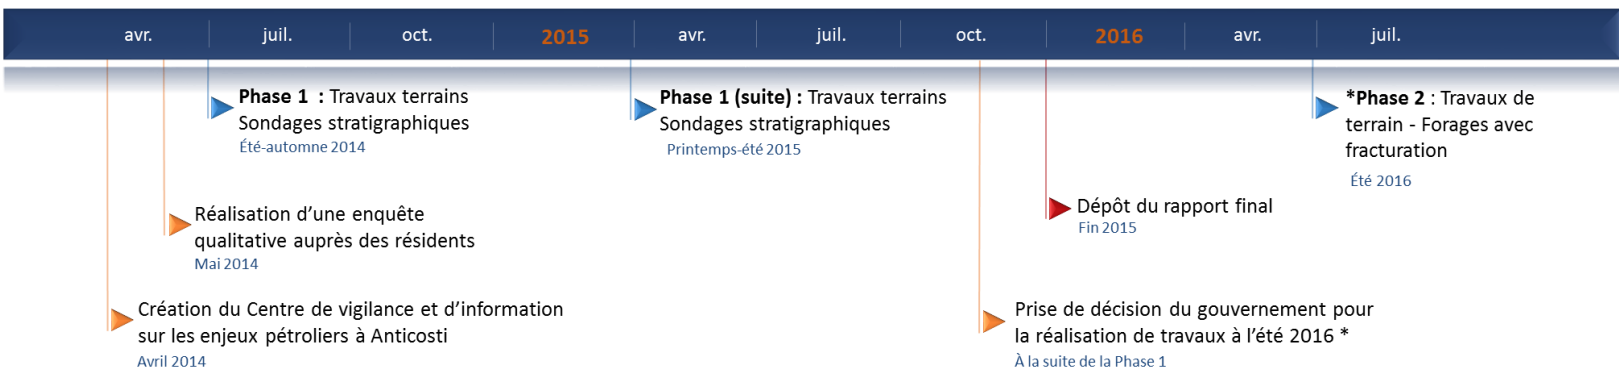 avr.
juil.
oct.
2015
avr.
juil.
oct.
2016
avr.
juil.
Phase 1 : Travaux terrains
Sondages stratigraphiques
Été-automne 2014
Phase 1 (suite) : Travaux terrains
Sondages stratigraphiques
Printemps-été 2015
*Phase 2 : Travaux de
terrain - Forages avec
fracturation
Été 2016
Réalisation d’une enquête
qualitative auprès des résidents
Mai 2014
Dépôt du rapport final
Fin 2015
Création du Centre de vigilance et d’information
sur les enjeux pétroliers à Anticosti
Avril 2014
Prise de décision du gouvernement pour
la réalisation de travaux à l’été 2016 *
À la suite de la Phase 1